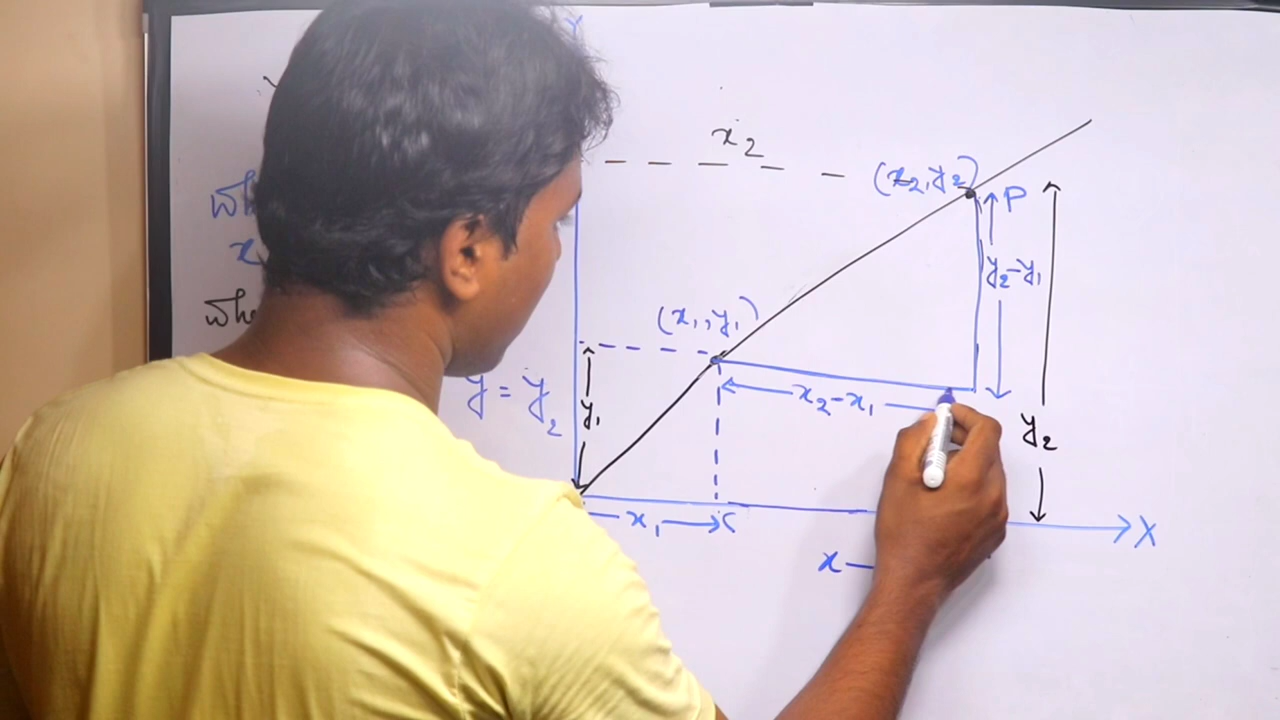 Y
x2
(x2, y2)
P
y2-y1
(x1, y1)
x2-x1
y = y2
y1
y2
x1
X
x